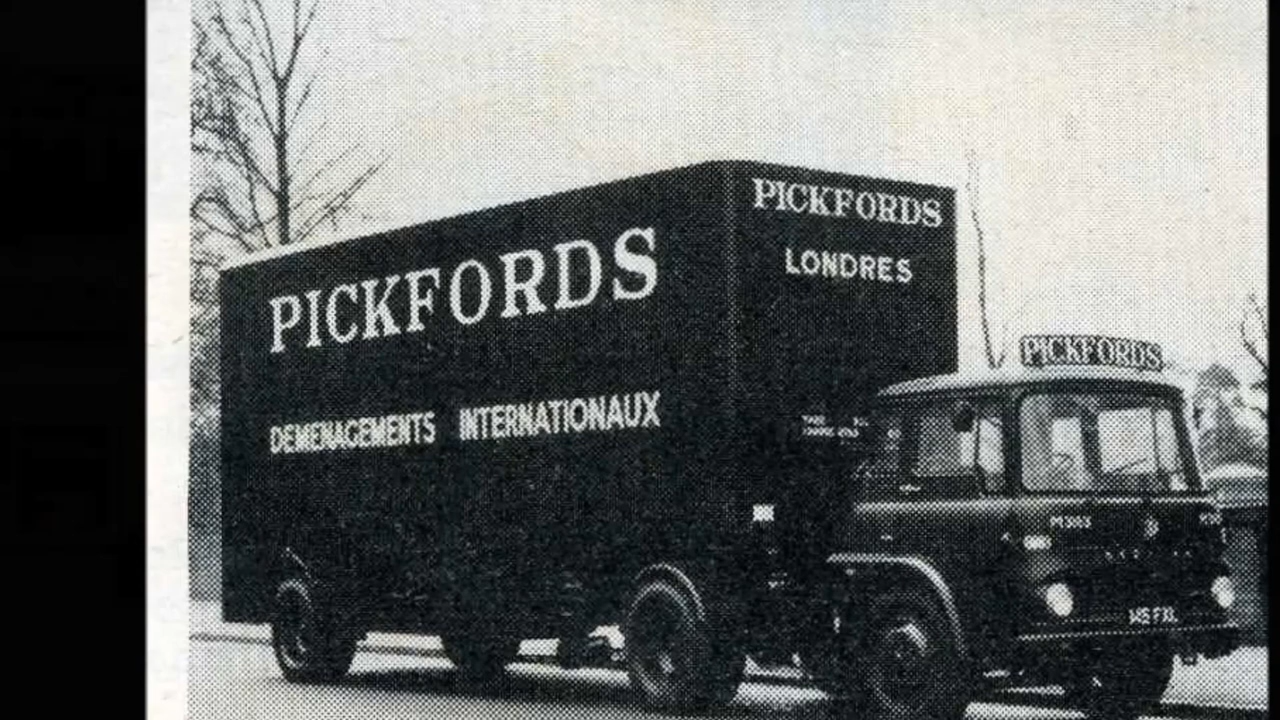 PICKFORDS
LONDRES
PICKFORDS
DEMENAGEMENTS INTERNATIONAUX
PICKFORDS